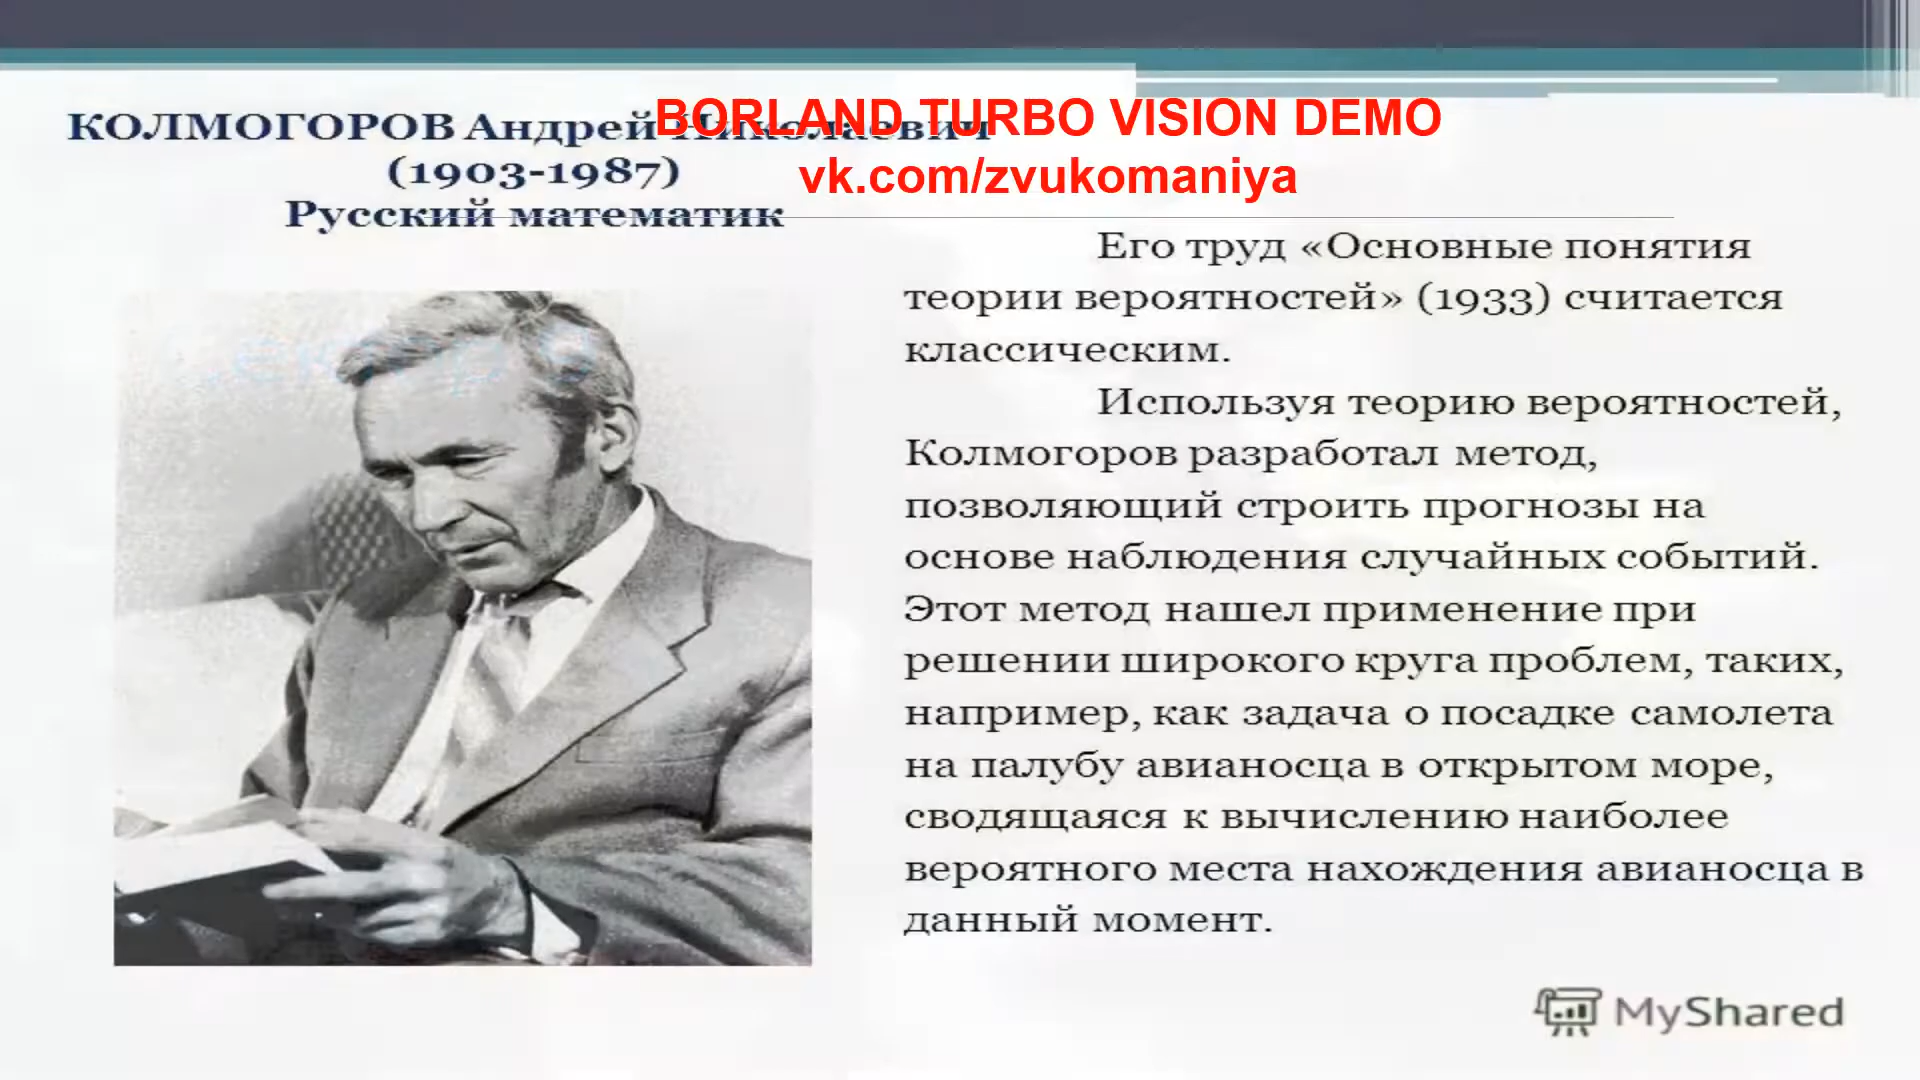 КОЛМОГОРОВ Андрей Николаевич
(1903-1987)
Русский математик
BORLAND TURBO VISION DEMO
vk.com/zvukomaniya
Его труд «Основные понятия
теории вероятностей» (1933) считается
классическим.
Используя теорию вероятностей,
Колмогоров разработал метод,
позволяющий строить прогнозы на
основе наблюдения случайных событий.
Этот метод нашел применение при
решении широкого круга проблем, таких,
например, как задача о посадке самолета
на палубу авианосца в открытом море,
сводящаяся к вычислению наиболее
вероятного места нахождения авианосца в
данный момент.
MyShared